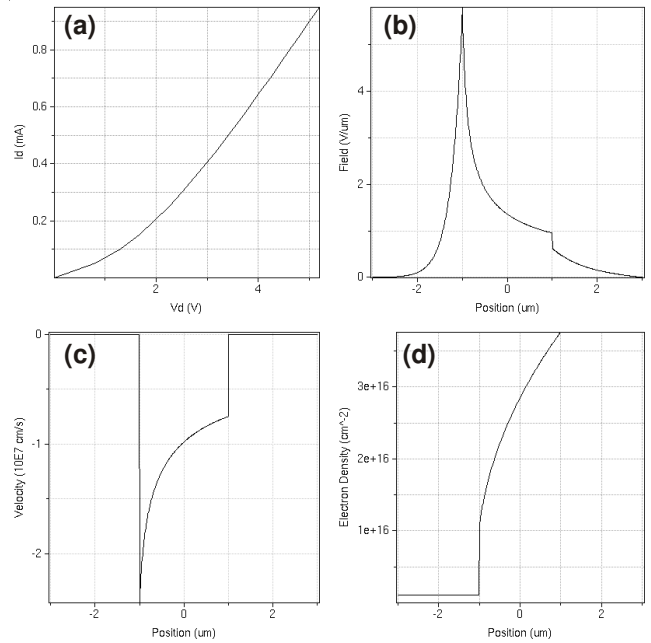 (a)
0.8
0.6
0.4
0.2
Id (mA)
2
4
Vd (V)
(b)
4
2
0
Field (V/um)
-2
0
2
Position (um)
(c)
0
-1
-2
Velocity (10E7 cm/s)
-2
0
2
Position (um)
(d)
3e+16
2e+16
1e+16
Electron Density (cm^-2)
-2
0
2
Position (um)